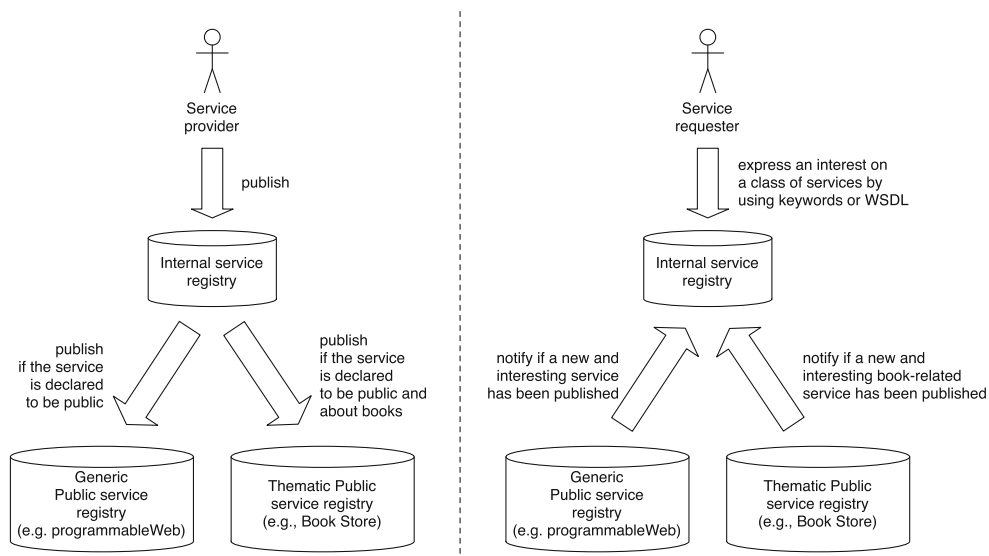 Service
provider
publish
Internal service
registry
publish
if the service
is declared
to be public
publish
if the service
is declared
to be public and
about books
Generic
Public service
registry
(e.g. programmableWeb)
Thematic Public
service registry
(e.g., Book Store)
Service
requester
express an interest on
a class of services by
using keywords or WSDL
Internal service
registry
notify if a new and
interesting service
has been published
notify if a new and
interesting book-related
service has been published
Generic
Public service
registry
(e.g. programmableWeb)
Thematic Public
service registry
(e.g., Book Store)